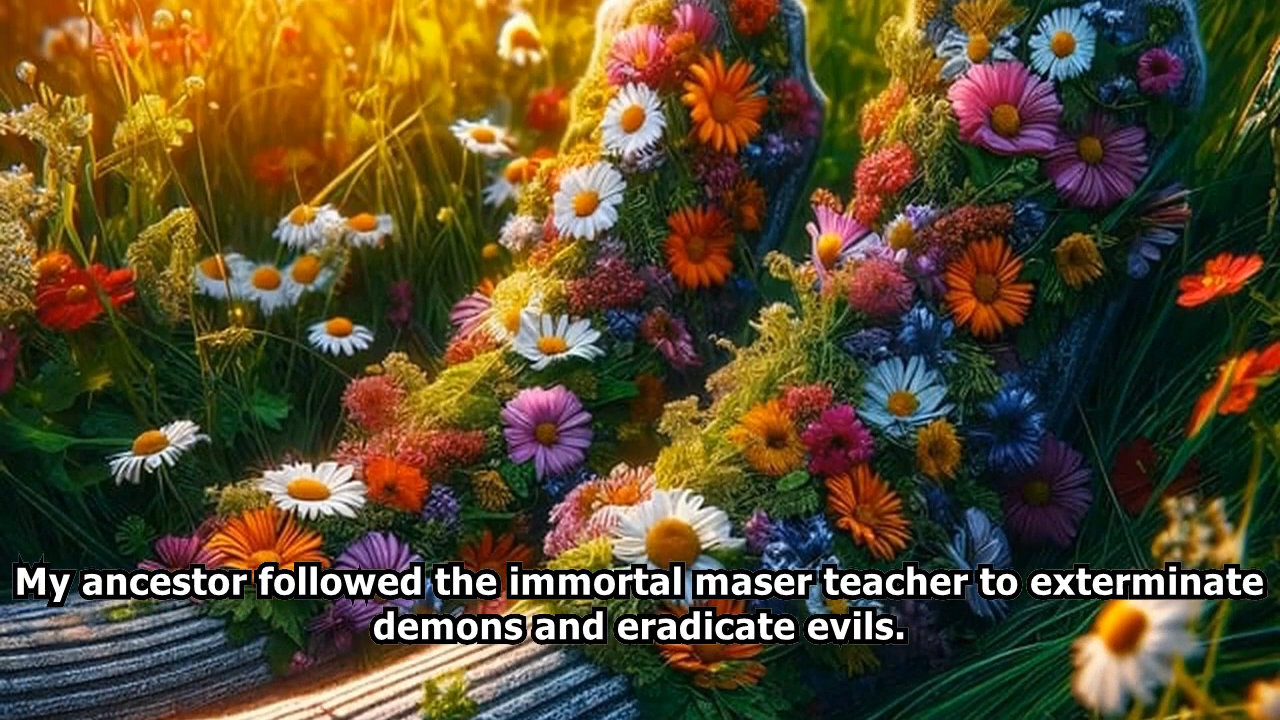 My ancestor followed the immortal maser teacher to exterminate
demons and eradicate evils.